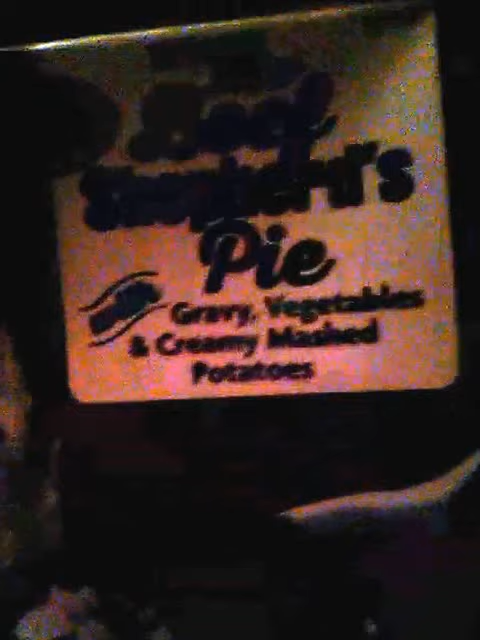 Beef
Shepherd's
Pie
Gravy, Vegetables
& Creamy Mashed
Potatoes